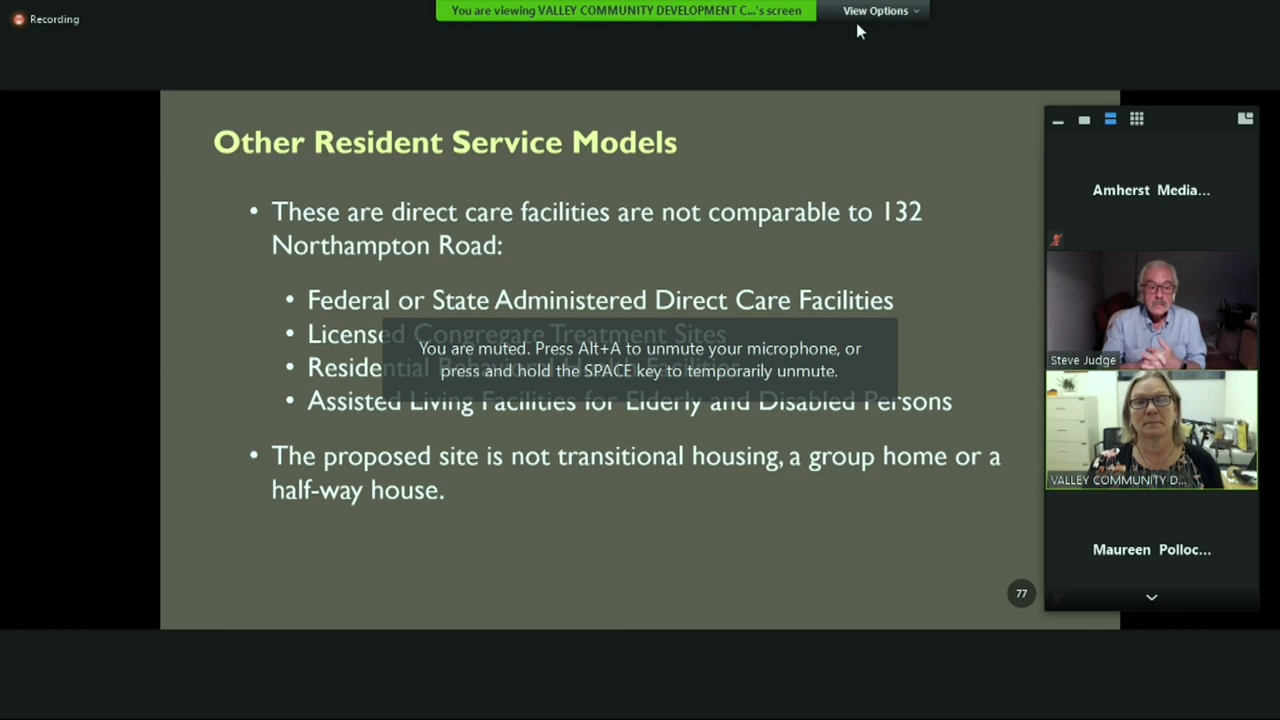 Recording
You are viewing VALLEY COMMUNITY DEVELOPMENT C...'s screen
View Options
Other Resident Service Models
• These are direct care facilities are not comparable to 132
Northampton Road:
• Federal or State Administered Direct Care Facilities
• Licensed Congregate Treatment Sites
• Residential Behavioral Health Facilities
You are muted. Press Alt+A to unmute your microphone, or
press and hold the SPACE key to temporarily unmute.
• Assisted Living Facilities for Elderly and Disabled Persons
• The proposed site is not transitional housing, a group home or a
half-way house.
77
Amherst Media...
Steve Judge
VALLEY COMMUNITY D...
Maureen Polloc...